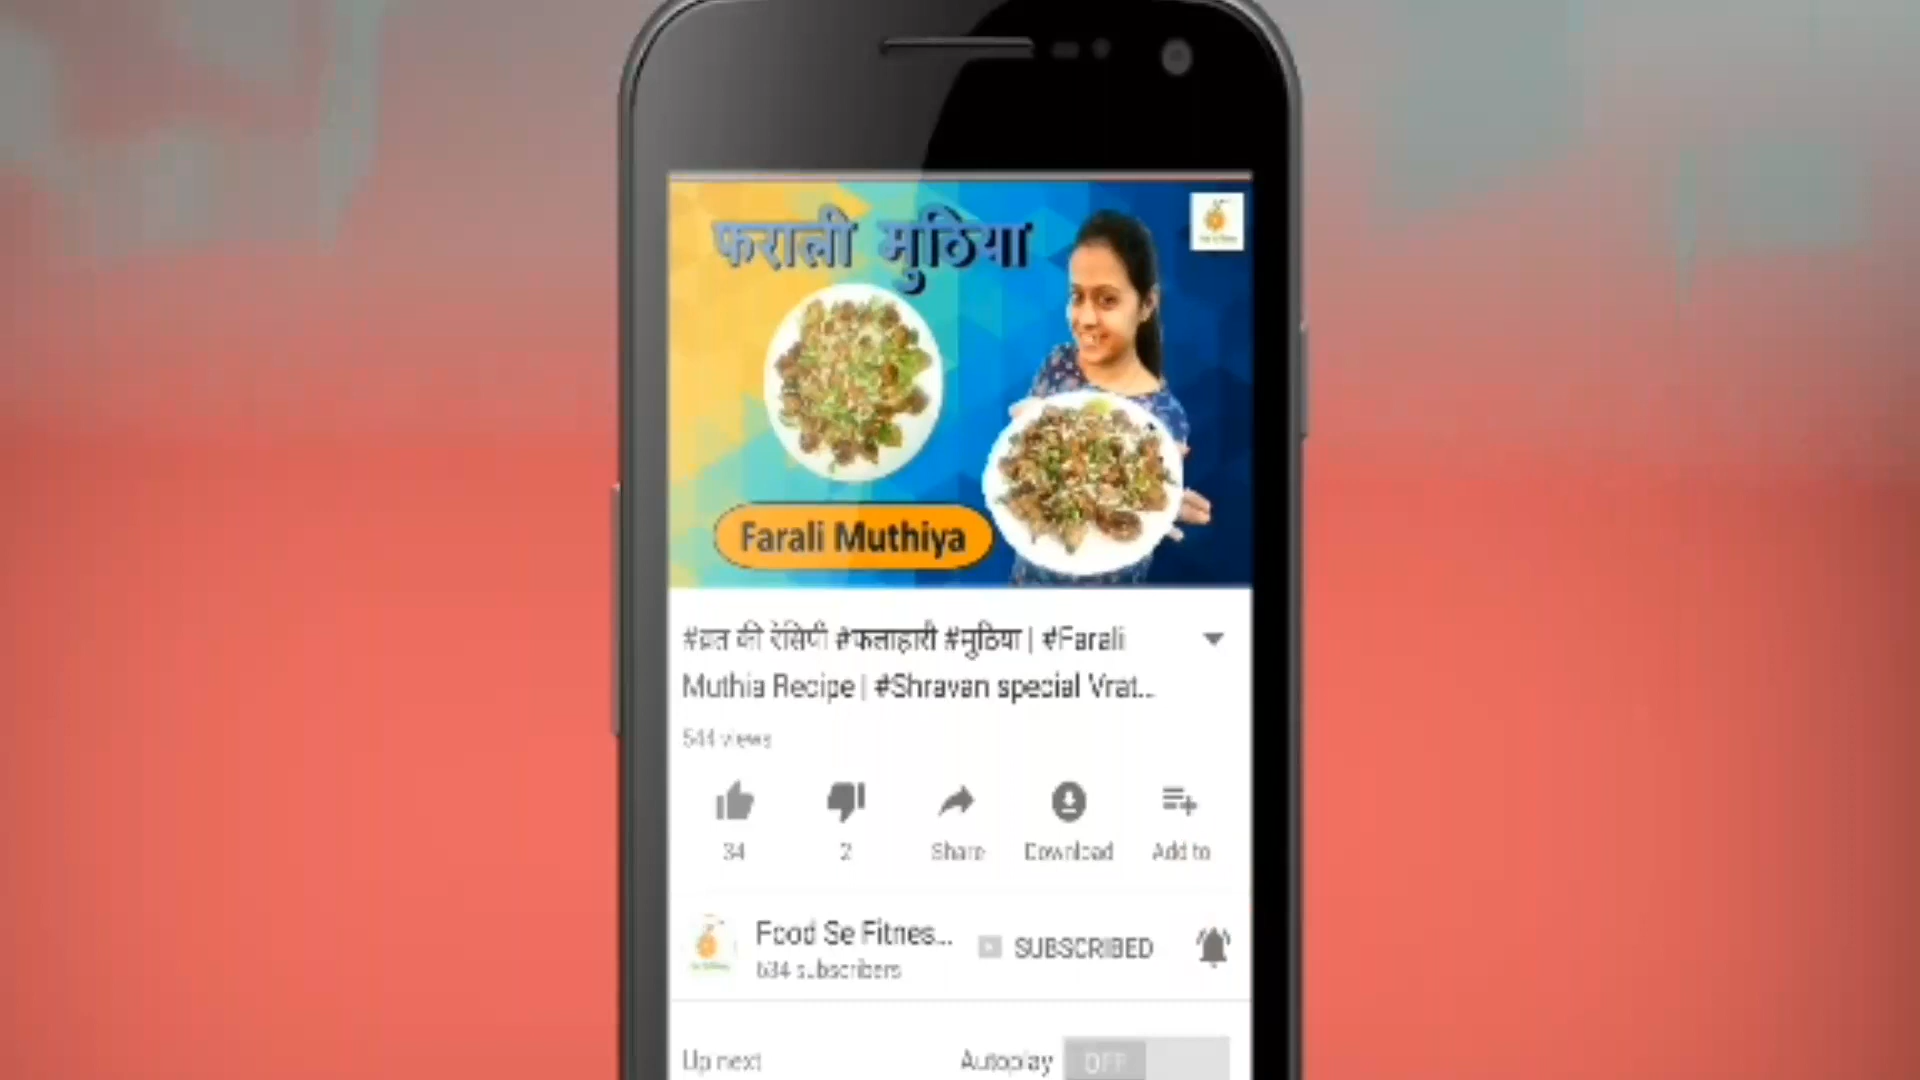 फराली मुठिया
Farali Muthiya
#व्रत की रेसिपी #फलाहारी #मुठिया | #Farali
Muthia Recipe | #Shravan special Vrat...
544 views
34
2
Share
Download
Add to
Food Se Fitnes...
SUBSCRIBED
subscribers
Up next
Autoplay
OFF